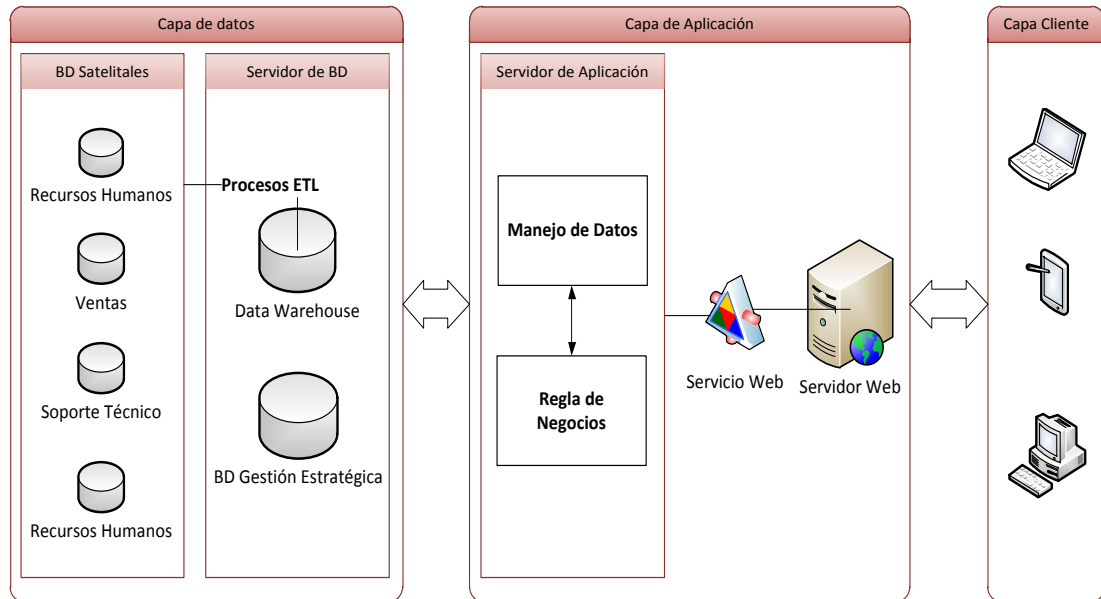 Capa de datos
BD Satelitales
Recursos Humanos
Ventas
Soporte Técnico
Recursos Humanos
Servidor de BD
Procesos ETL
Data Warehouse
BD Gestión Estratégica
Capa de Aplicación
Servidor de Aplicación
Manejo de Datos
Regla de
Negocios
Servicio Web
Servidor Web
Capa Cliente